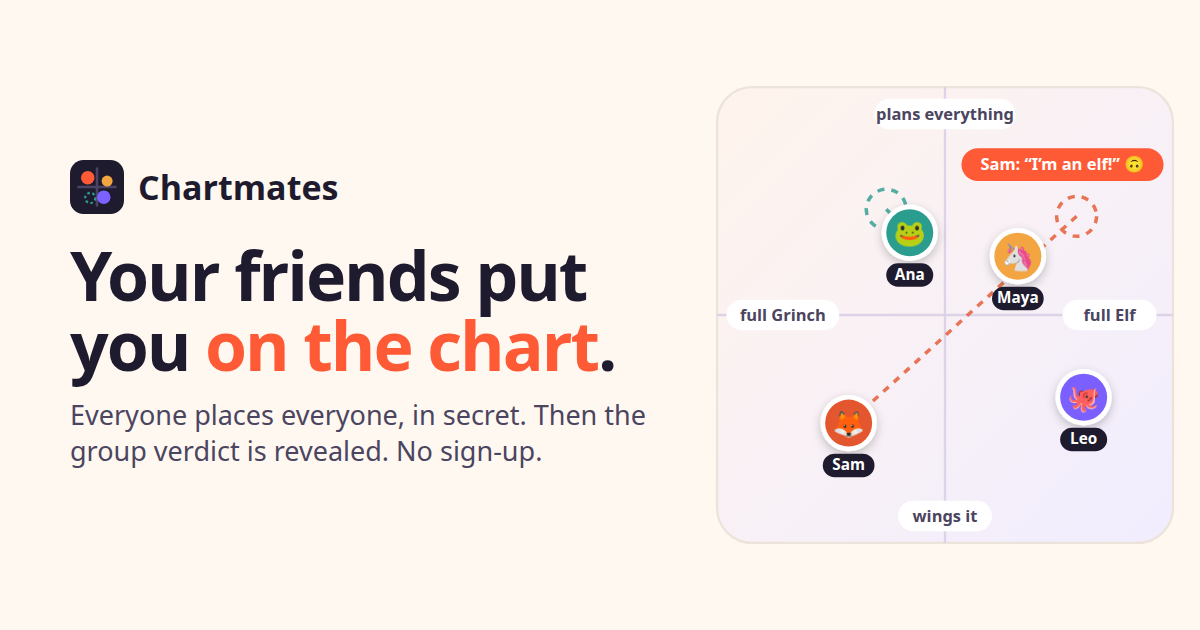 Chartmates
Your friends put
you on the chart.
Everyone places everyone, in secret. Then the
group verdict is revealed. No sign-up.
plans everything
Sam: “I’m an elf!” 🙃
Ana
Maya
full Grinch
full Elf
Leo
Sam
wings it